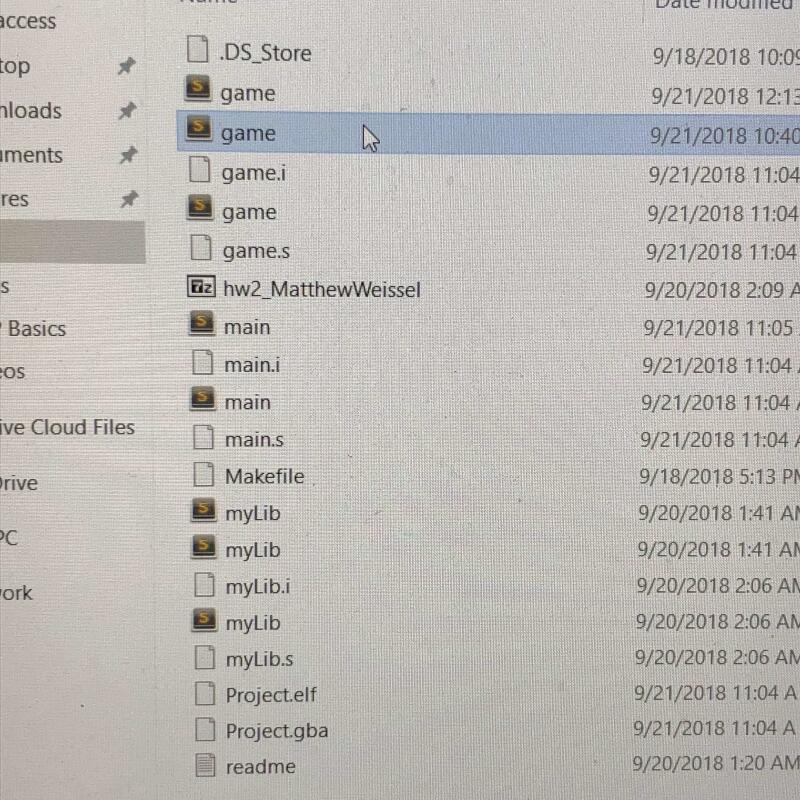 Name Date modified
access
.DS_Store 9/18/2018 10:09
top
game 9/21/2018 12:13
nloads
game 9/21/2018 10:40
uments
game.i 9/21/2018 11:04
res
game 9/21/2018 11:04
game.s 9/21/2018 11:04
s
hw2_MatthewWeissel 9/20/2018 2:09 A
Basics
main 9/21/2018 11:05
eos
main.i 9/21/2018 11:04 A
main 9/21/2018 11:04 A
ive Cloud Files
main.s 9/21/2018 11:04 A
Drive
Makefile 9/18/2018 5:13 PM
myLib 9/20/2018 1:41 AM
PC
myLib 9/20/2018 1:41 AM
work
myLib.i 9/20/2018 2:06 AM
myLib 9/20/2018 2:06 AM
myLib.s 9/20/2018 2:06 AM
Project.elf 9/21/2018 11:04 A
Project.gba 9/21/2018 11:04 A
readme 9/20/2018 1:20 AM